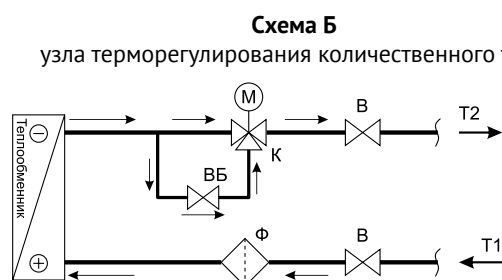 Схема Б
узла терморегулирования количественного
М
В
Т2
К
ВБ
Теплообменник
Ф
В
Т1